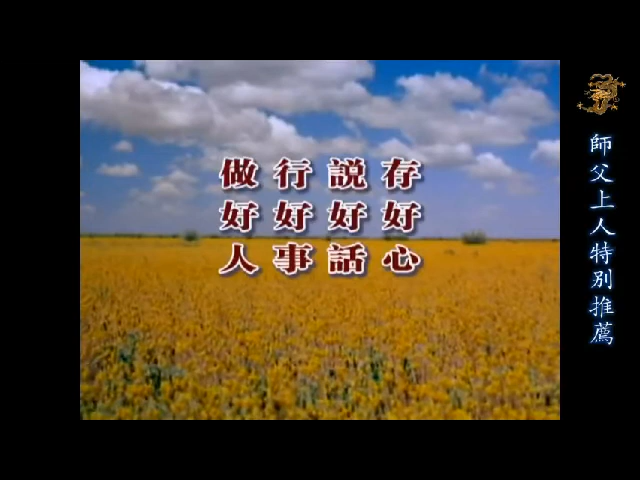 存好心
説好話
行好事
做好人
師父上人特別推薦